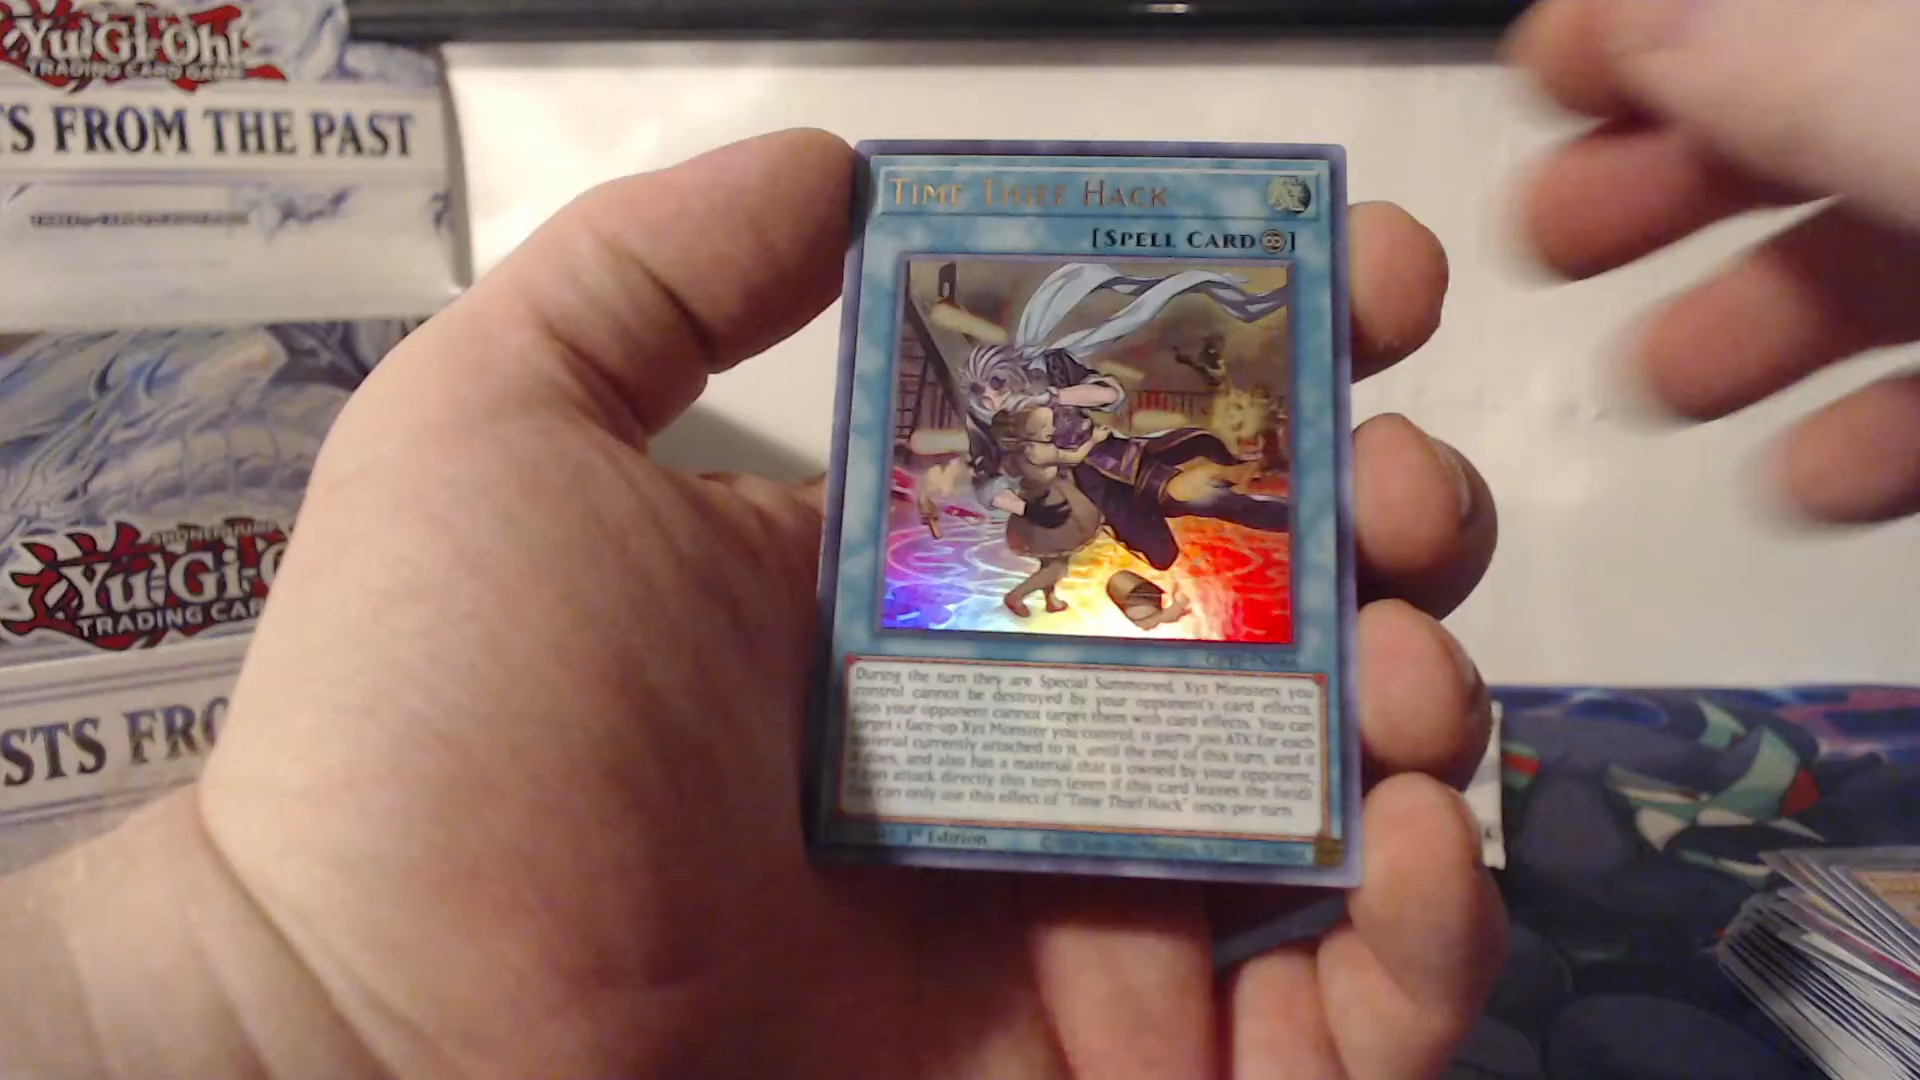 Yu-Gi-Oh!
TRADING CARD GAME
TS FROM THE PAST
SHONEN JUMP
Yu-Gi-O
TRADING CAR
STS FRO
TIME THIEF HACK
[SPELL CARD]
During the turn they are Special Summoned, Xyz Monsters you
control cannot be destroyed by your opponent's card effects,
also your opponent cannot target them with card effects. You can
target 1 face-up Xyz Monster you control; it gains 300 ATK for each
material currently attached to it, until the end of this turn, and if
it does, and also has a material that is owned by your opponent,
it can attack directly this turn (even if this card leaves the field).
You can only use this effect of "Time Thief Hack" once per turn.
1st Edition